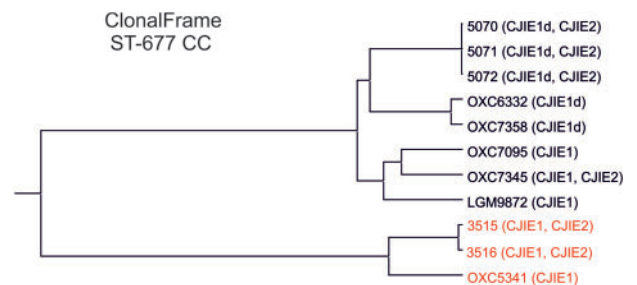 ClonalFrame
ST-677 CC
5070 (CJIE1d, CJIE2)
5071 (CJIE1d, CJIE2)
5072 (CJIE1d, CJIE2)
OXC6332 (CJIE1d)
OXC7358 (CJIE1d)
OXC7095 (CJIE1)
OXC7345 (CJIE1, CJIE2)
LGM9872 (CJIE1)
3515 (CJIE1, CJIE2)
3516 (CJIE1, CJIE2)
OXC5341 (CJIE1)